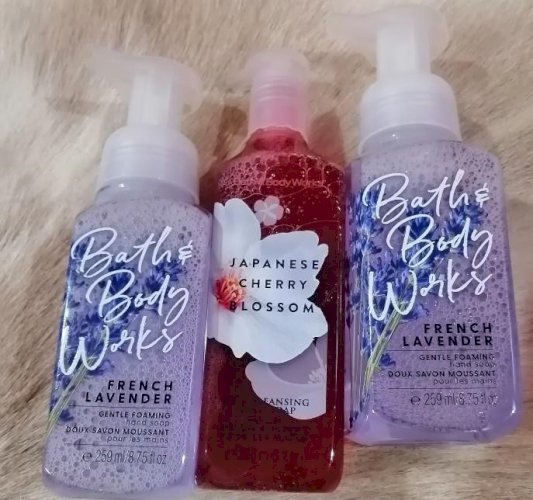 Bath &
Body
Works
FRENCH
LAVENDER
GENTLE FOAMING
hand soap
DOUX SAVON MOUSSANT
pour les mains
e 259 ml/8.75 fl oz
BodyWorks
JAPANESE
CHERRY
BLOSSOM
Bath &
Body
Works
FRENCH
LAVENDER
GENTLE FOAMING
hand soap
DOUX SAVON MOUSSANT
pour les mains
e 259 ml/8.75 fl oz